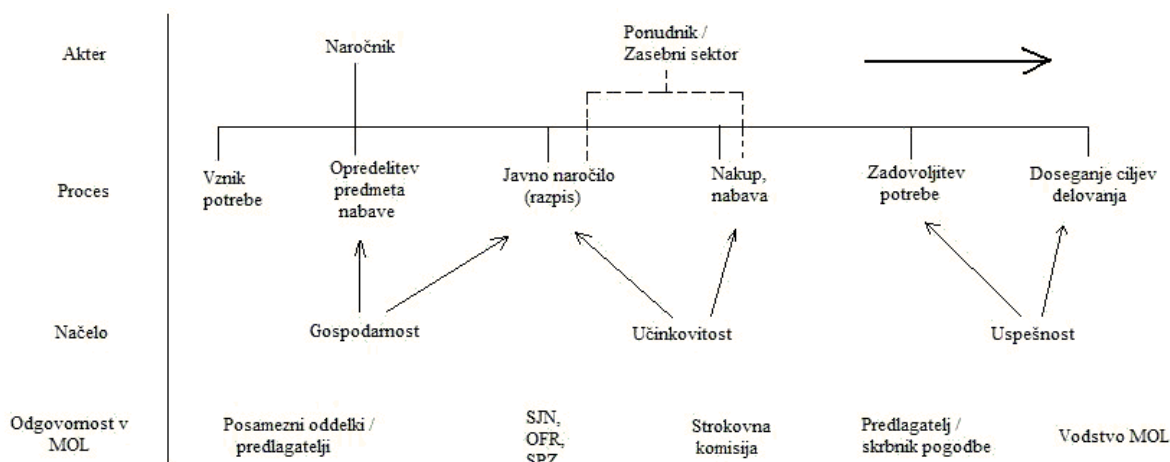 Akter
Naročnik
Ponudnik /
Zasebni sektor
Proces
Vznik
potrebe
Opredelitev
predmeta
nabave
Javno naročilo
(razpis)
Nakup,
nabava
Zadovoljitev
potrebe
Doseganje ciljev
delovanja
Načelo
Gospodarnost
Učinkovitost
Uspešnost
Odgovornost v
MOL
Posamezni oddelki /
predlagatelji
SJN,
OFR,
SPZ
Strokovna
komisija
Predlagatelj /
skrbnik pogodbe
Vodstvo MOL